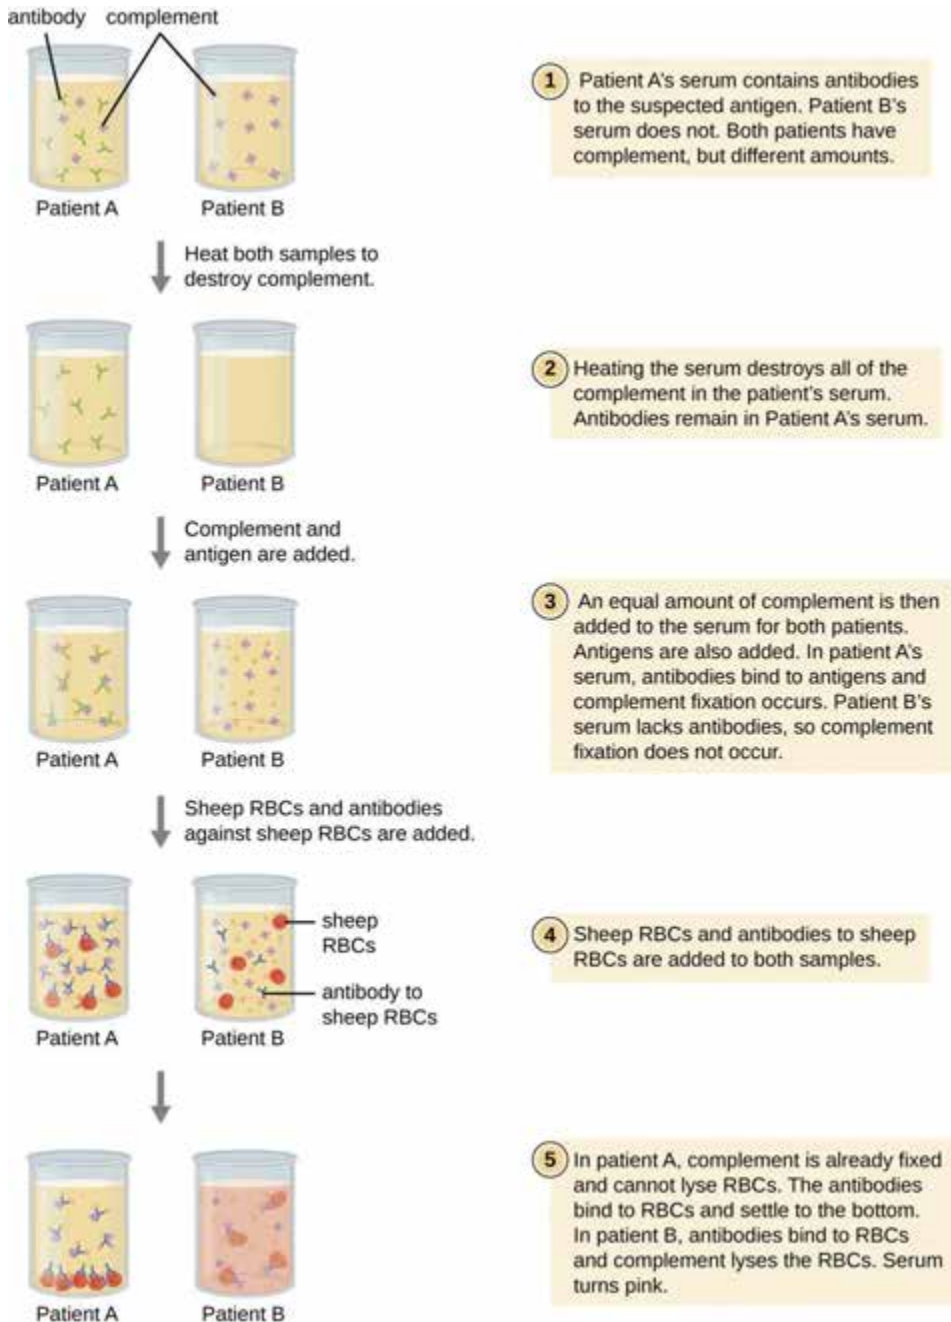 antibody complement
Patient A Patient B
1 Patient A's serum contains antibodies
to the suspected antigen. Patient B's
serum does not. Both patients have
complement, but different amounts.
Heat both samples to
destroy complement.
Patient A Patient B
2 Heating the serum destroys all of the
complement in the patient's serum.
Antibodies remain in Patient A's serum.
Complement and
antigen are added.
Patient A Patient B
3 An equal amount of complement is then
added to the serum for both patients.
Antigens are also added. In patient A's
serum, antibodies bind to antigens and
complement fixation occurs. Patient B's
serum lacks antibodies, so complement
fixation does not occur.
Sheep RBCs and antibodies
against sheep RBCs are added.
sheep
RBCs
antibody to
sheep RBCs
Patient A Patient B
4 Sheep RBCs and antibodies to sheep
RBCs are added to both samples.
Patient A Patient B
5 In patient A, complement is already fixed
and cannot lyse RBCs. The antibodies
bind to RBCs and settle to the bottom.
In patient B, antibodies bind to RBCs
and complement lyses the RBCs. Serum
turns pink.